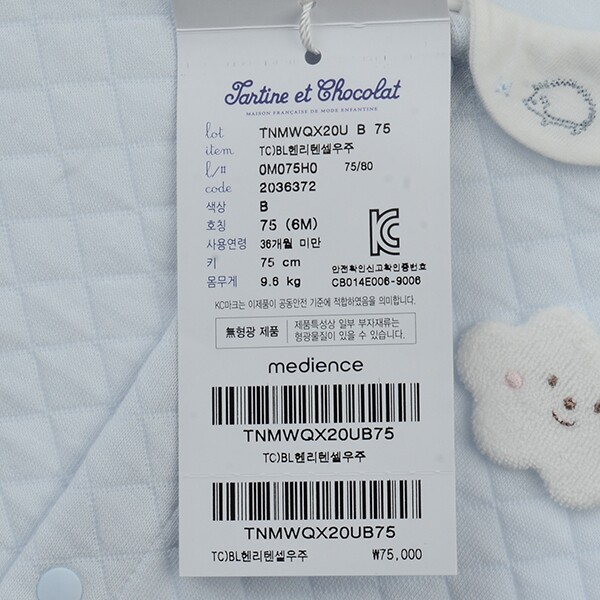 Tartine et Chocolat
MAISON FRANÇAISE DE MODE ENFANTINE
lot TNMWQX20U B 75
item TC)BL헨리텐셀우주
l/# 0M075H0 75/80
code 2036372
색상 B
호칭 75 (6M)
사용연령 36개월 미만
키 75 cm
몸무게 9.6 kg
안전확인신고확인증번호
CB014E006-9006
KC마크는 이제품이 공동안전 기준에 적합하였음을 의미합니다.
無형광 제품 제품특성상 일부 부자재류는
형광물질이 있을 수 있습니다.
medience
TNMWQX20UB75
TC)BL헨리텐셀우주
TNMWQX20UB75
TC)BL헨리텐셀우주 ₩75,000